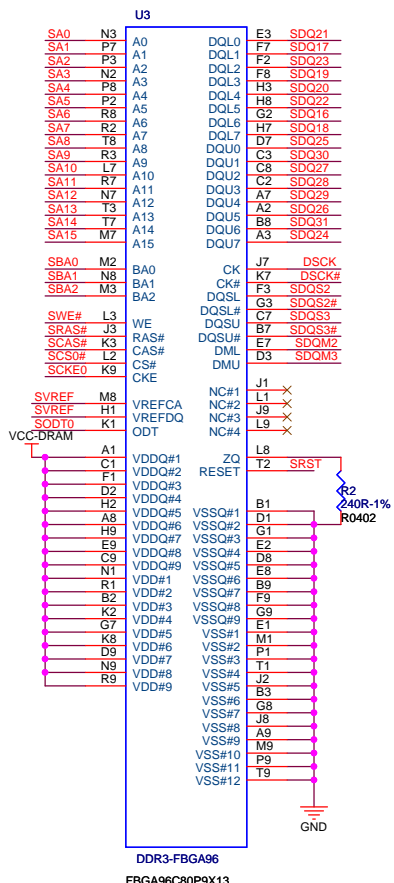 U3
SA0 N3 A0 DQL0 E3 SDQ21
SA1 P7 A1 DQL1 F7 SDQ17
SA2 P3 A2 DQL2 F2 SDQ23
SA3 N2 A3 DQL3 F8 SDQ19
SA4 P8 A4 DQL4 H3 SDQ20
SA5 P2 A5 DQL5 H8 SDQ22
SA6 R8 A6 DQL6 G2 SDQ16
SA7 R2 A7 DQL7 H7 SDQ18
SA8 T8 A8 DQU0 D7 SDQ25
SA9 R3 A9 DQU1 C3 SDQ30
SA10 L7 A10 DQU2 C8 SDQ27
SA11 R7 A11 DQU3 C2 SDQ28
SA12 N7 A12 DQU4 A7 SDQ29
SA13 T3 A13 DQU5 A2 SDQ26
SA14 T7 A14 DQU6 B8 SDQ31
SA15 M7 A15 DQU7 A3 SDQ24
SBA0 M2 BA0 CK J7 DSCK
SBA1 N8 BA1 CK# K7 DSCK#
SBA2 M3 BA2 DQSL F3 SDQS2
DQSL# G3 SDQS2#
SWE# L3 WE DQSU C7 SDQS3
SRAS# J3 RAS# DQSU# B7 SDQS3#
SCAS# K3 CAS# DML E7 SDQM2
SCS0# L2 CS# DMU D3 SDQM3
SCKE0 K9 CKE
NC#1 J1
SVREF M8 VREFCA NC#2 L1
SVREF H1 VREFDQ NC#3 J9
SODT0 K1 ODT NC#4 L9
VCC-DRAM
A1 VDDQ#1 ZQ L8
C1 VDDQ#2 RESET T2 SRST
F1 VDDQ#3
R2
D2 VDDQ#4
240R-1%
H2 VDDQ#5 VSSQ#1 B1
R0402
A8 VDDQ#6 VSSQ#2 D1
H9 VDDQ#7 VSSQ#3 G1
E9 VDDQ#8 VSSQ#4 E2
C9 VDDQ#9 VSSQ#5 D8
N1 VDD#1 VSSQ#6 E8
R1 VDD#2 VSSQ#7 B9
B2 VDD#3 VSSQ#8 F9
K2 VDD#4 VSSQ#9 G9
G7 VDD#5 VSS#1 E1
K8 VDD#6 VSS#2 M1
D9 VDD#7 VSS#3 P1
N9 VDD#8 VSS#4 T1
R9 VDD#9 VSS#5 J2
VSS#6 B3
VSS#7 G8
VSS#8 J8
VSS#9 A9
VSS#10 M9
VSS#11 P9
VSS#12 T9
GND
DDR3-FBGA96
FBGA96C80P9X13